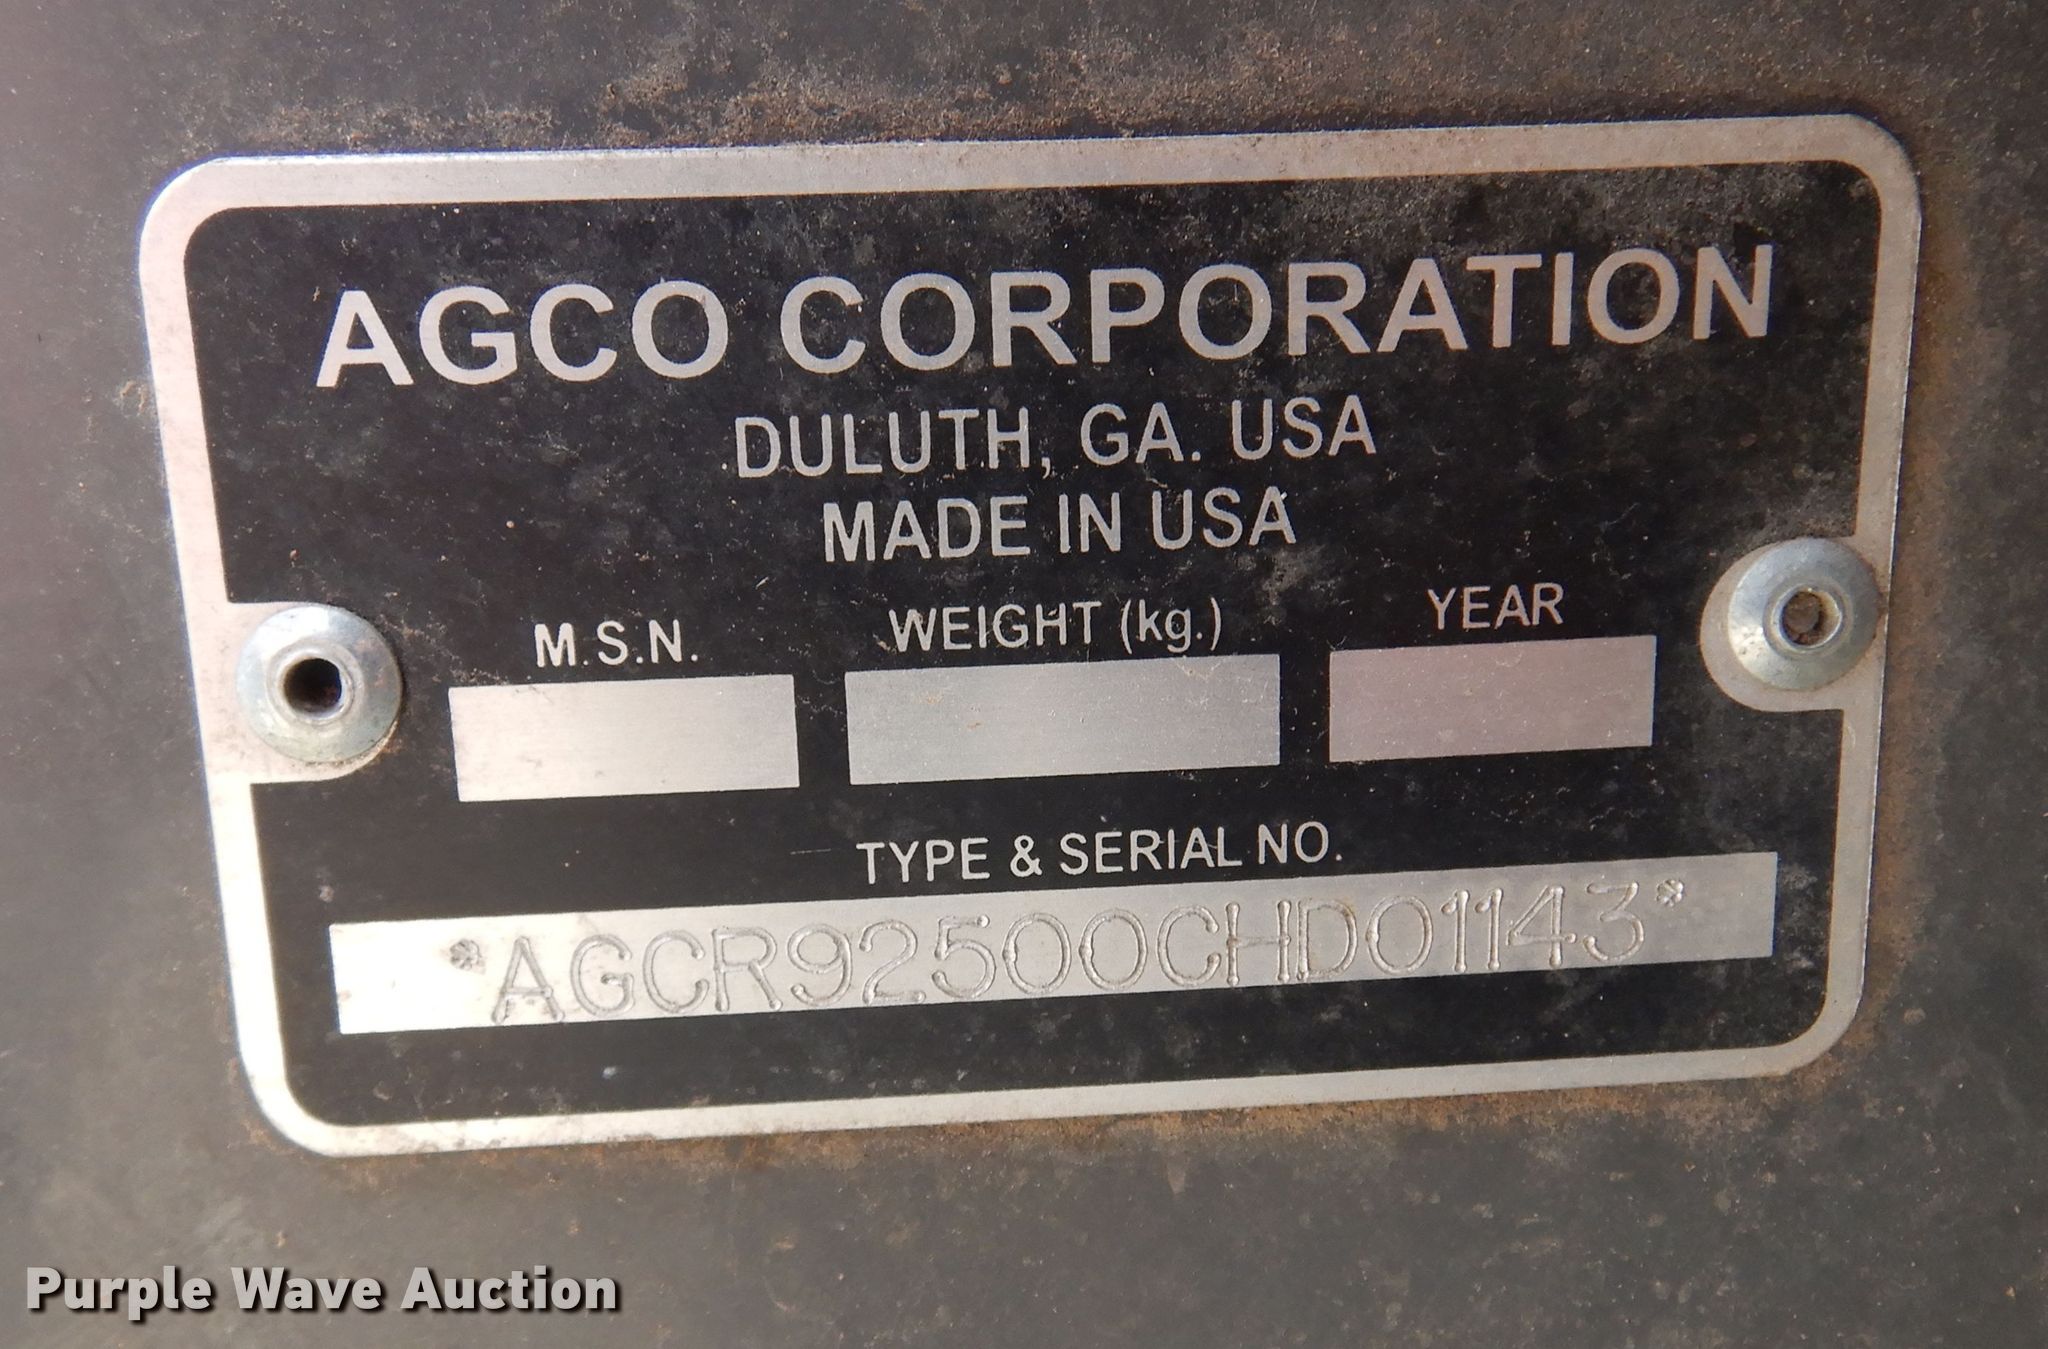 AGCO CORPORATION
DULUTH, GA. USA
MADE IN USA
M.S.N. WEIGHT (kg.) YEAR
TYPE & SERIAL NO.
*AGCR92500CHD01143*
Purple Wave Auction